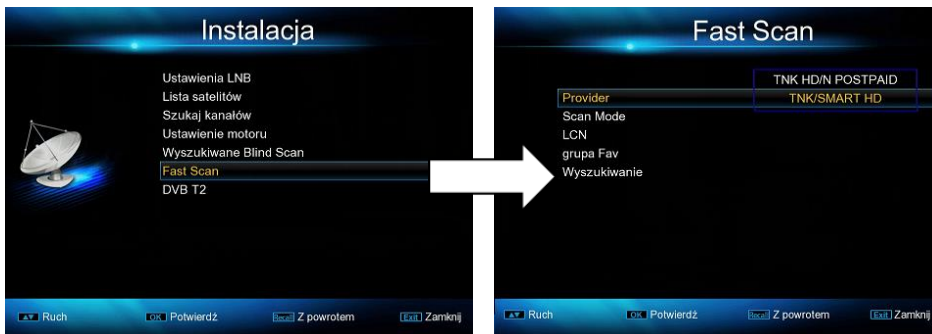 Instalacja
Ustawienia LNB
Lista satelitów
Szukaj kanałów
Ustawienie motoru
Wyszukiwane Blind Scan
Fast Scan
DVB T2
Ruch
OK Potwierdź
Recall Z powrotem
Exit Zamknij
Fast Scan
TNK HD/N POSTPAID
Provider TNK/SMART HD
Scan Mode
LCN
grupa Fav
Wyszukiwanie
Ruch
OK Potwierdź
Recall Z powrotem
Exit Zamknij